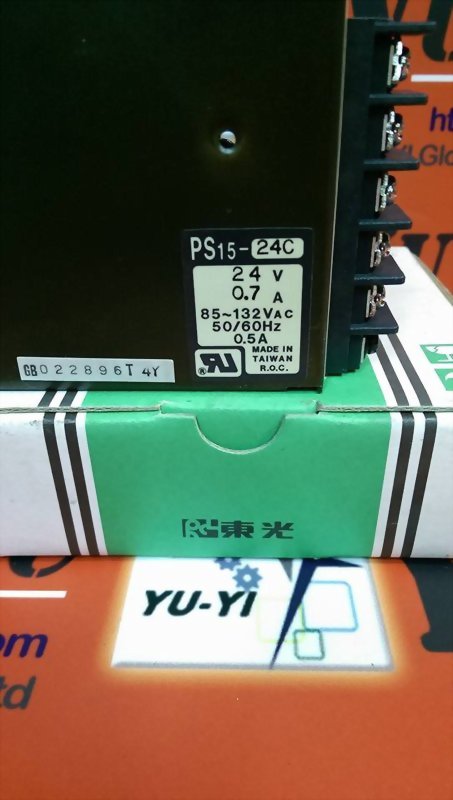 PS15-24C
24 V
0.7 A
85~132VAC
50/60Hz
0.5A
MADE IN
TAIWAN
R.O.C.
GB022896T 4Y
東光
YU-YI
om
td